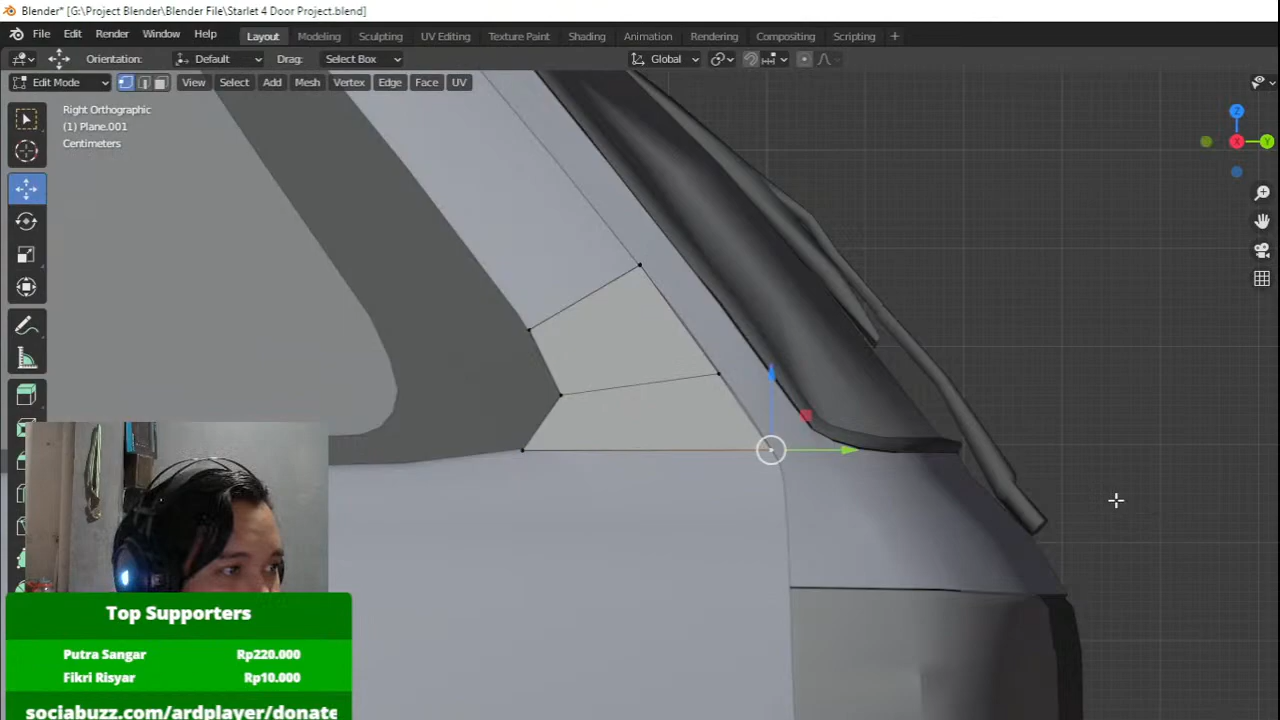 Blender* [G:\Project Blender\Blender File\Starlet 4 Door Project.blend]
File Edit Render Window Help Layout Modeling Sculpting UV Editing Texture Paint Shading Animation Rendering Compositing Scripting +
Orientation: Default Drag: Select Box Global
Edit Mode View Select Add Mesh Vertex Edge Face UV
Right Orthographic
(1) Plane.001
Centimeters
Z
X
Y
Top Supporters
Putra Sangar Rp220.000
Fikri Risyar Rp10.000
sociabuzz.com/ardplayer/donate